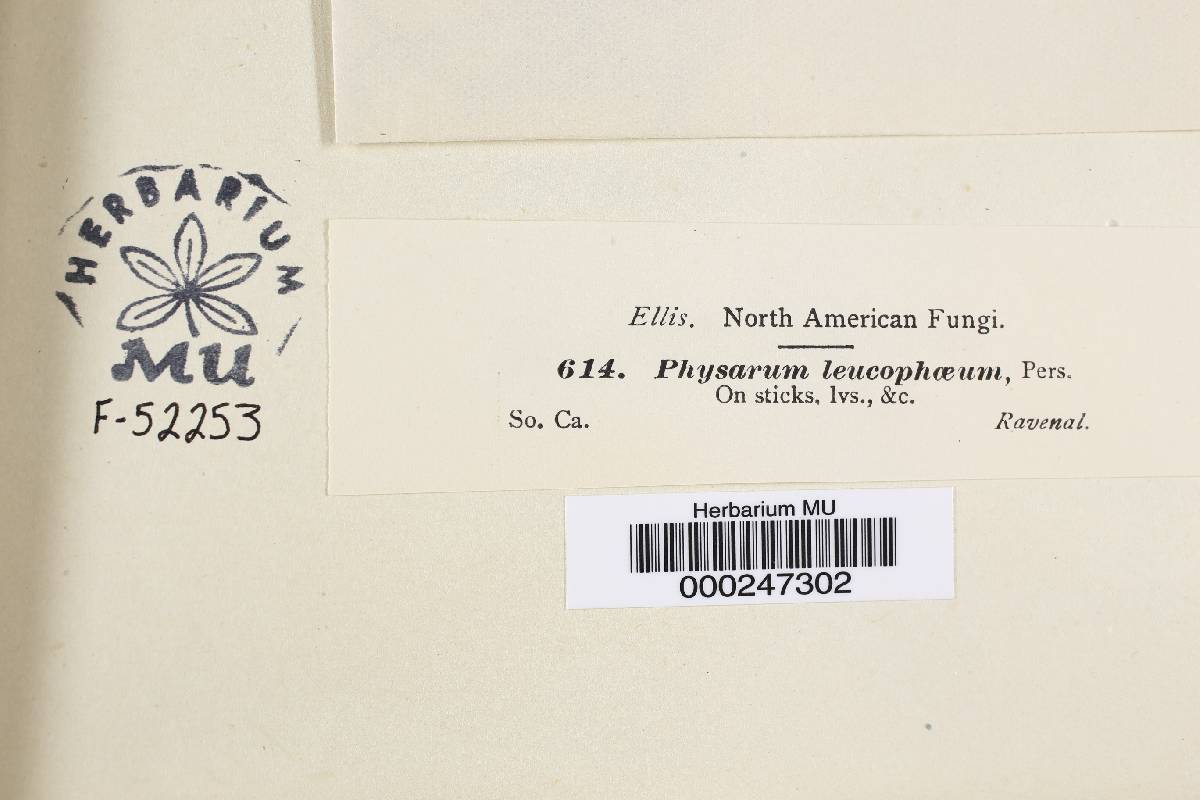 HERBARIUM
MU
F-52253
Ellis. North American Fungi.
614. Physarum leucophæum, Pers.
On sticks, lvs., &c.
So. Ca. Ravenal.
Herbarium MU
000247302